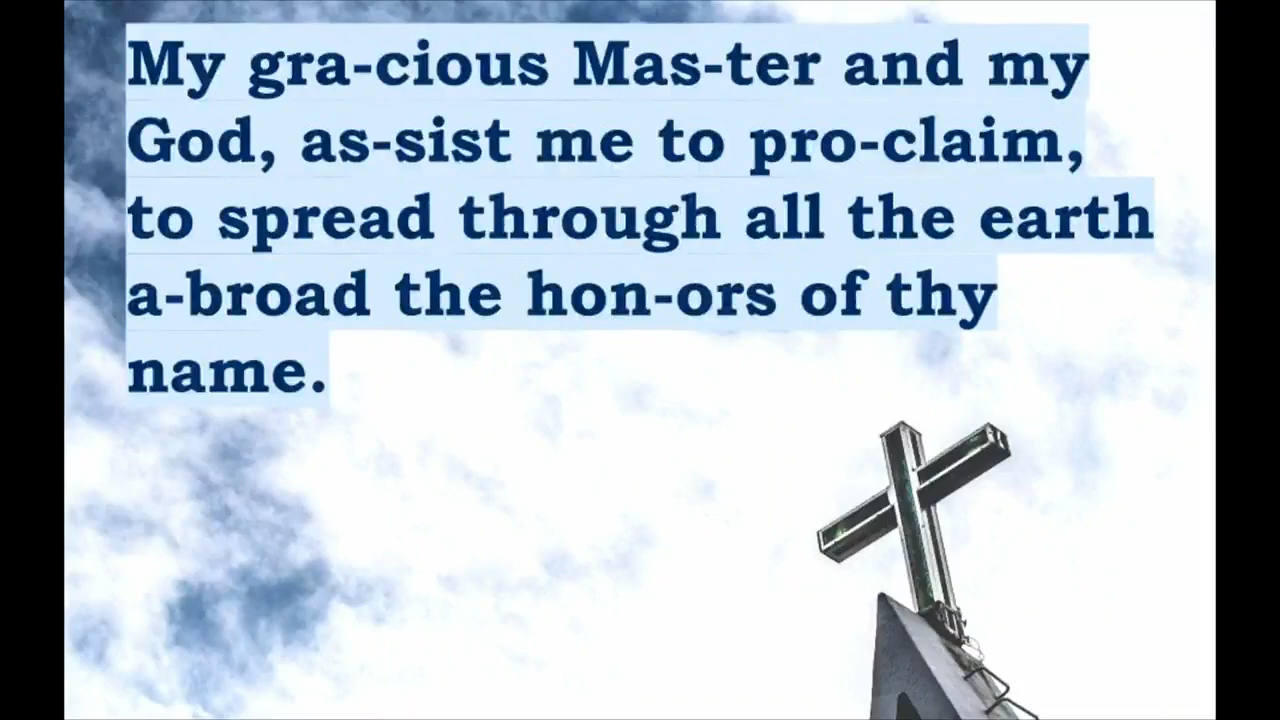 My gra-cious Mas-ter and my
God, as-sist me to pro-claim,
to spread through all the earth
a-broad the hon-ors of thy
name.